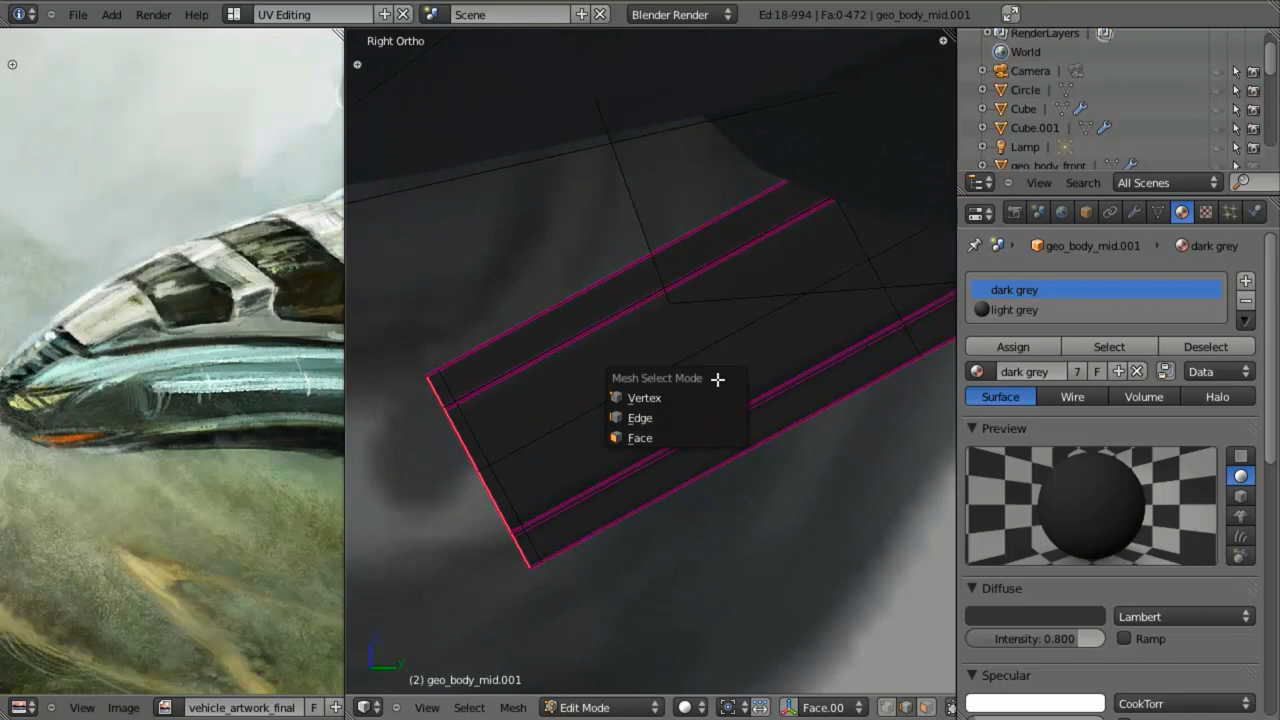 File Add Render Help UV Editing Scene Blender Render Ed:18-994 | Fa:0-472 | geo_body_mid.001
Right Ortho
RenderLayers
World
Camera
Circle
Cube
Cube.001
Lamp
geo_body_front
View Search All Scenes
geo_body_mid.001 dark grey
dark grey
light grey
Assign Select Deselect
dark grey 7 F Data
Surface Wire Volume Halo
Preview
Mesh Select Mode
Vertex
Edge
Face
Diffuse
Lambert
Intensity: 0.800 Ramp
Specular
CookTorr
y
(2) geo_body_mid.001
View Image vehicle_artwork_final F View Select Mesh Edit Mode Face.00